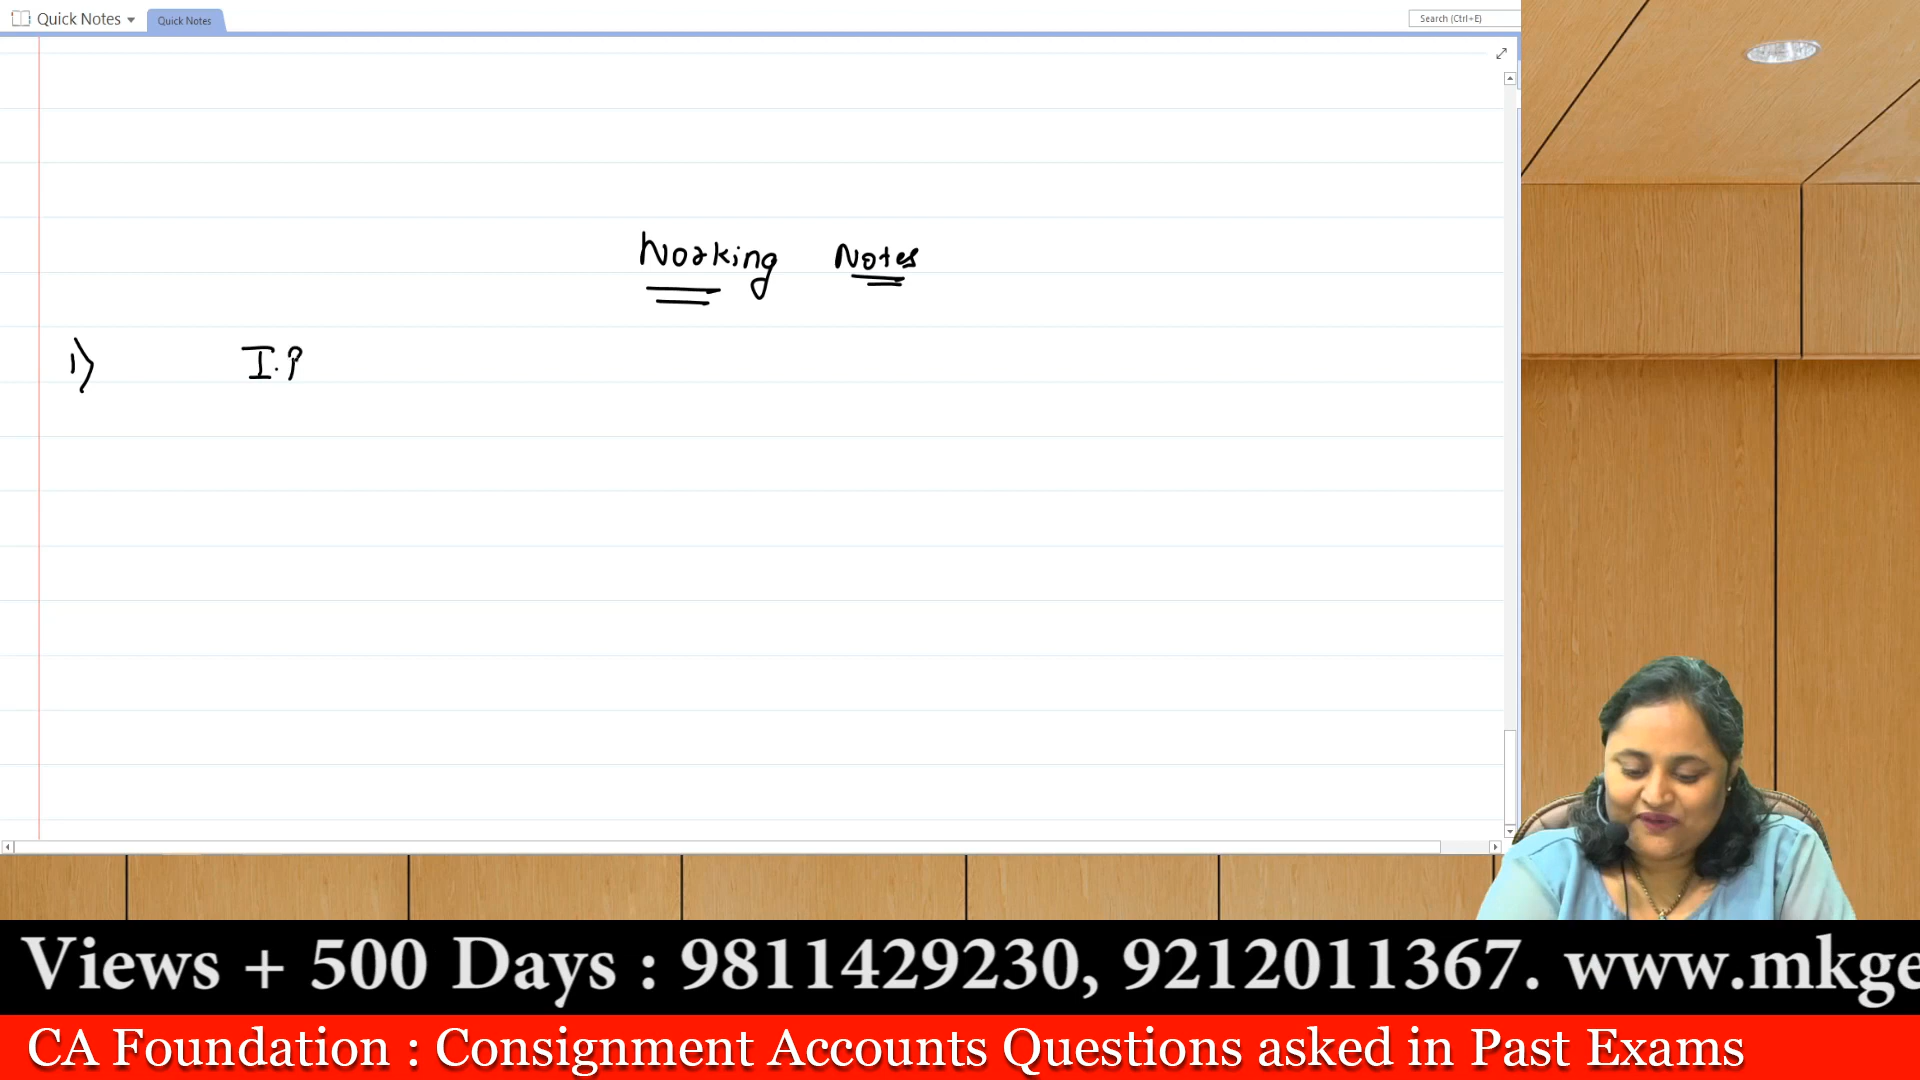 Quick Notes
Quick Notes
Search (Ctrl+E)
Working Notes
1) I.P
Views + 500 Days : 9811429230, 9212011367. www.mkge
CA Foundation : Consignment Accounts Questions asked in Past Exams